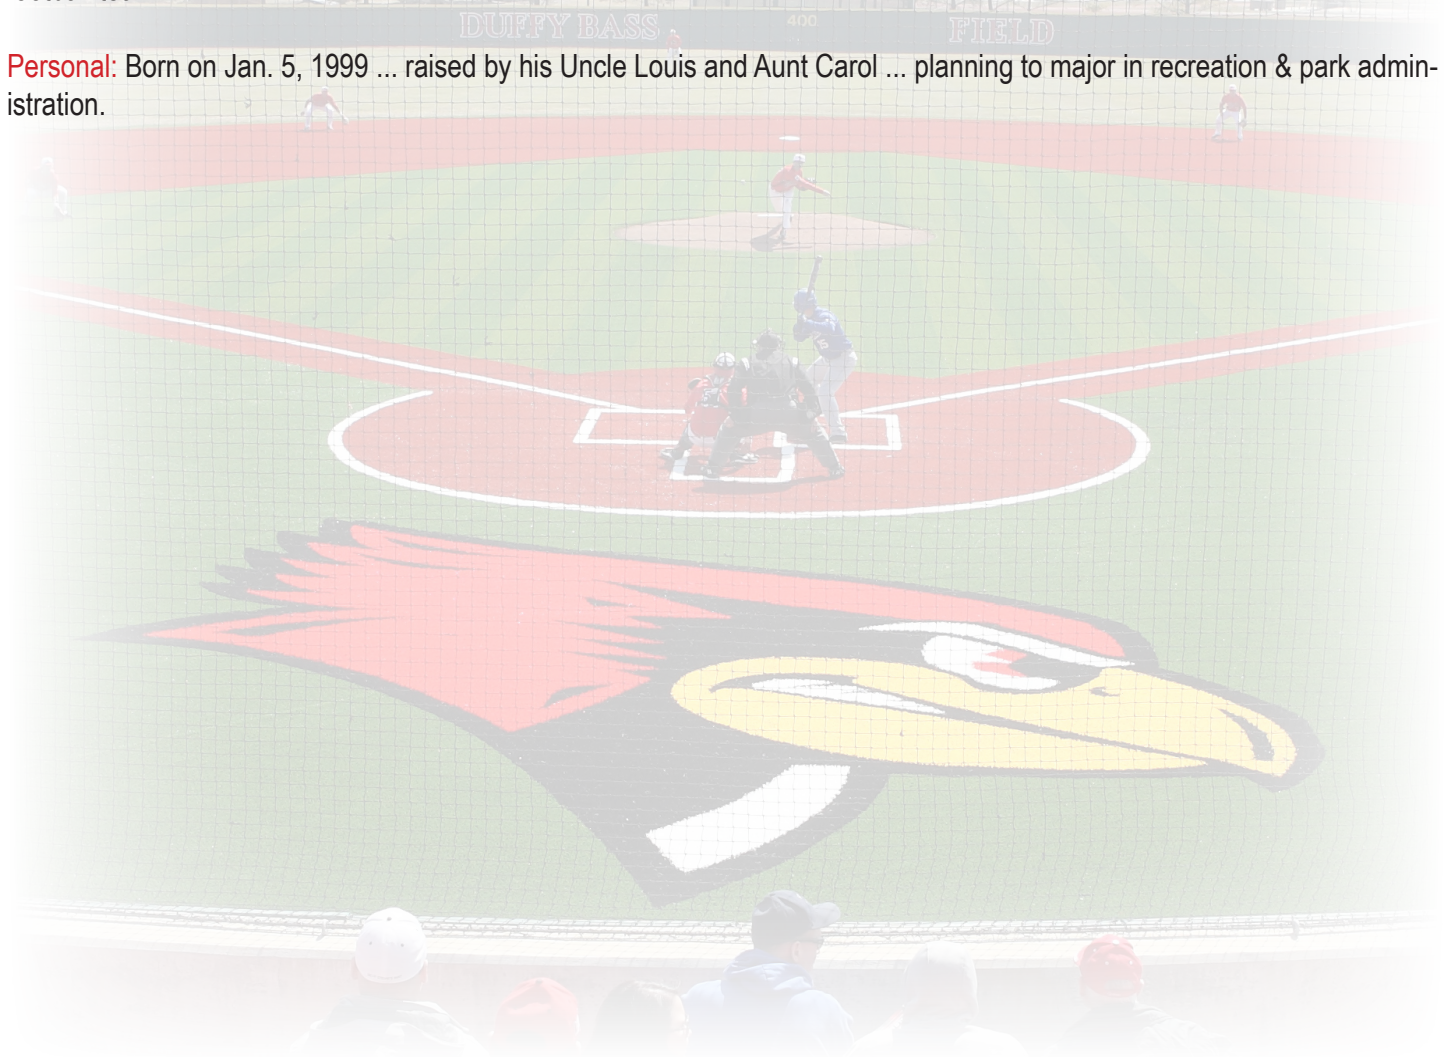 DUFFY BASS 400 FIELD
Personal: Born on Jan. 5, 1999 ... raised by his Uncle Louis and Aunt Carol ... planning to major in recreation & park admin-
istration.